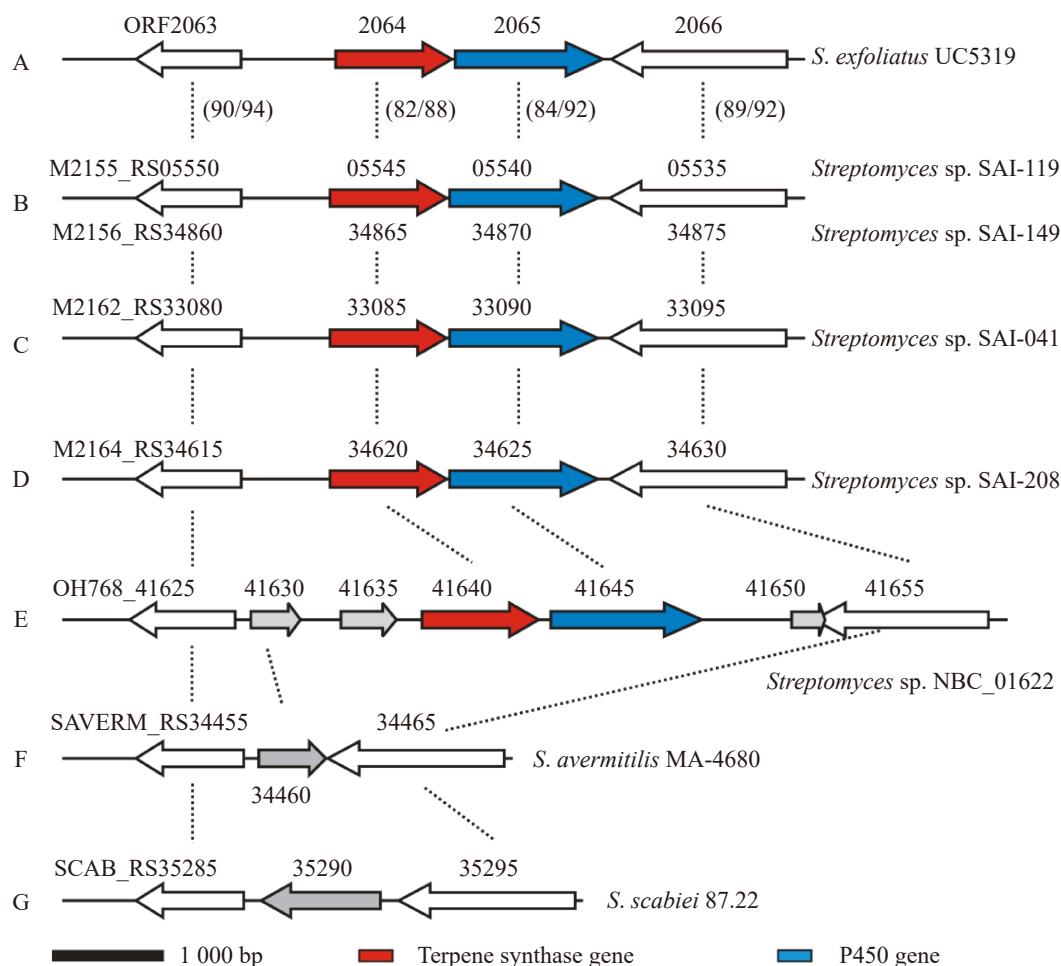 ORF2063 2064 2065 2066
A S. exfoliatus UC5319
(90/94) (82/88) (84/92) (89/92)
M2155_RS05550 05545 05540 05535 Streptomyces sp. SAI-119
B
M2156_RS34860 34865 34870 34875 Streptomyces sp. SAI-149
M2162_RS33080 33085 33090 33095
C Streptomyces sp. SAI-041
M2164_RS34615 34620 34625 34630
D Streptomyces sp. SAI-208
OH768_41625 41630 41635 41640 41645 41650 41655
E
Streptomyces sp. NBC_01622
SAVERM_RS34455 34465
F S. avermitilis MA-4680
34460
SCAB_RS35285 35290 35295
G S. scabiei 87.22
1 000 bp Terpene synthase gene P450 gene